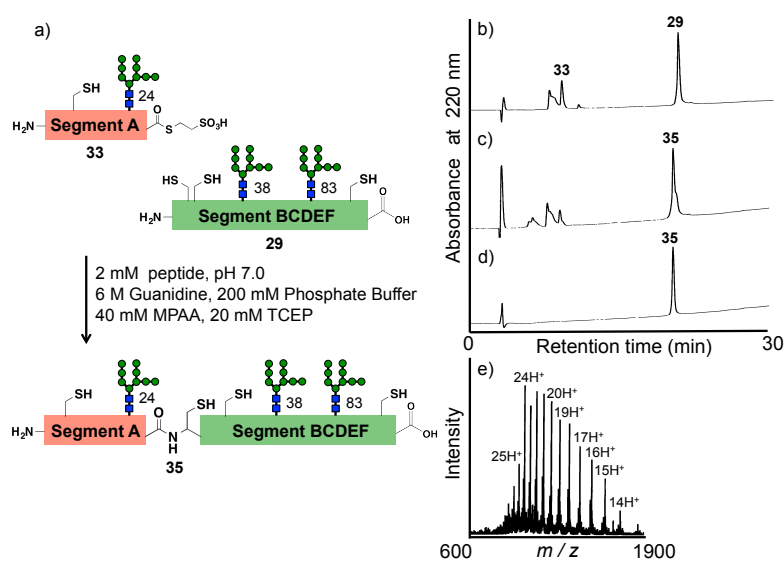 a)
SH
24
H₂N
Segment A
O
S
SO₃H
33
HS
SH
38
83
SH
O
H₂N
Segment BCDEF
OH
29
2 mM peptide, pH 7.0
6 M Guanidine, 200 mM Phosphate Buffer
40 mM MPAA, 20 mM TCEP
SH
24
SH
SH
38
83
SH
O
O
H₂N
Segment A
N
H
Segment BCDEF
OH
35
b)
29
33
c)
35
d)
35
Absorbance at 220 nm
0
Retention time (min)
30
e)
24H⁺
20H⁺
19H⁺
17H⁺
25H⁺
16H⁺
15H⁺
14H⁺
Intensity
600
m / z
1900